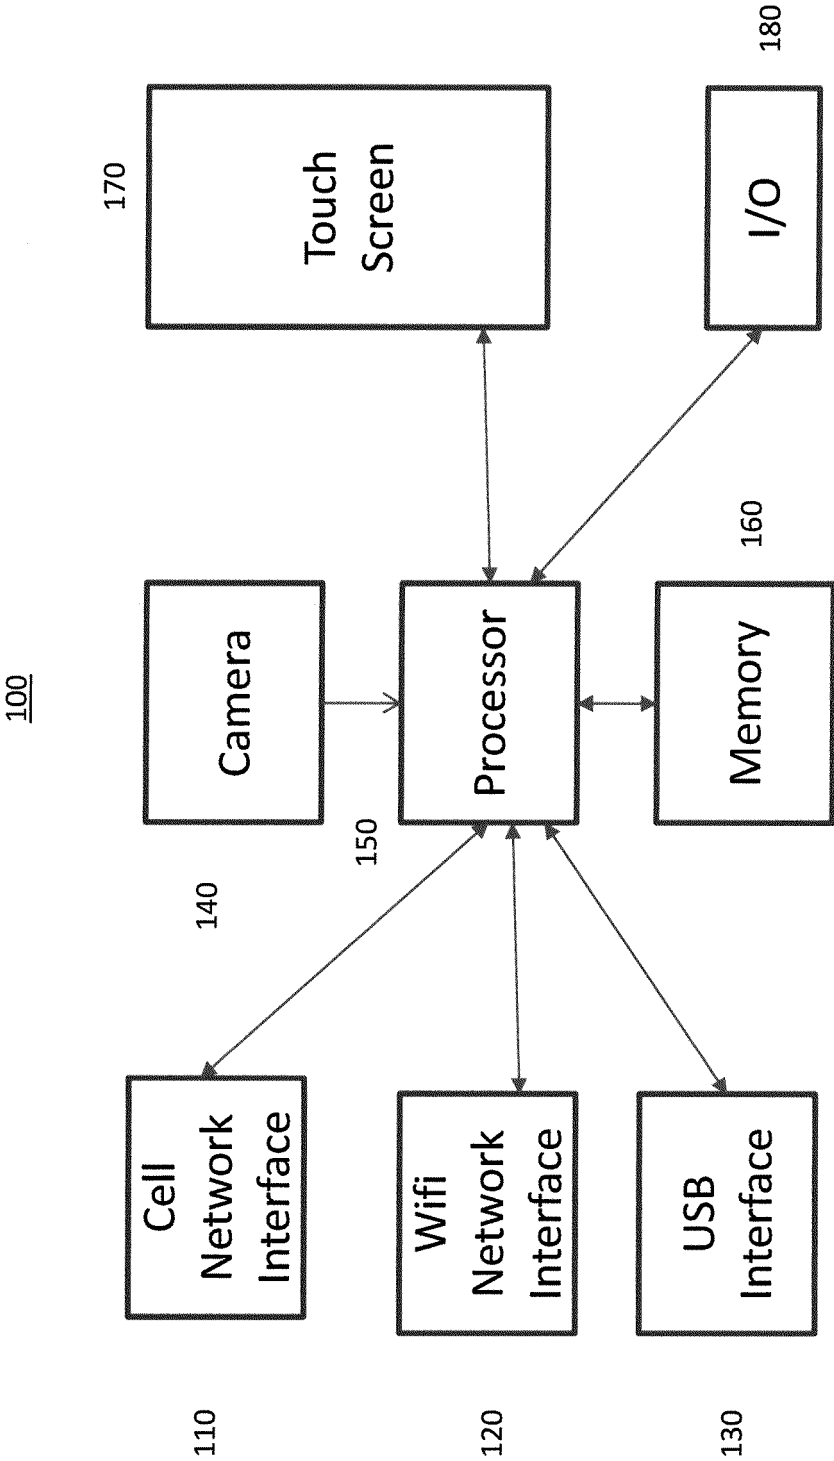 100
110
Cell
Network
Interface
140
Camera
170
Touch
Screen
120
Wifi
Network
Interface
150
Processor
130
USB
Interface
Memory
160
I/O
180